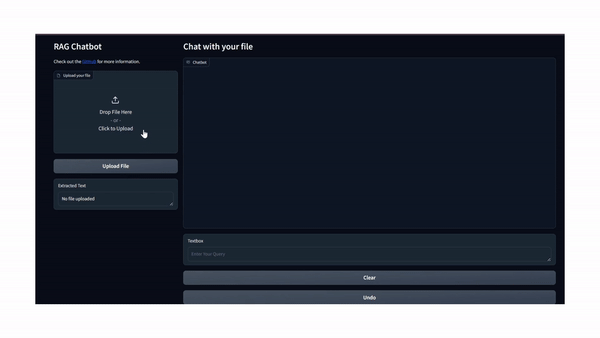 RAG Chatbot
Check out the Github for more information.
Upload your file
Drop File Here
- or -
Click to Upload
Upload File
Extracted Text
No file uploaded
Chat with your file
Chatbot
Textbox
Enter Your Query
Clear
Undo